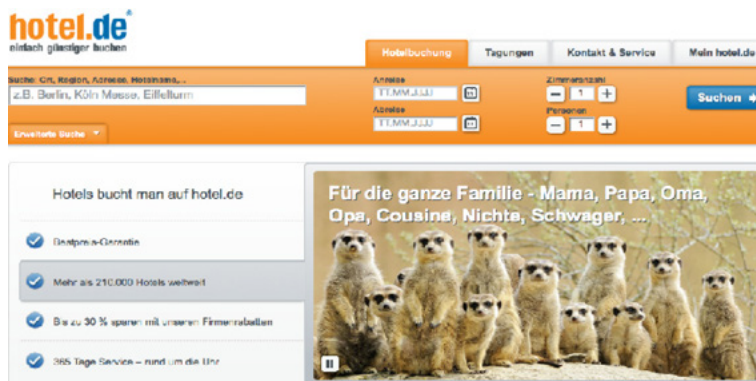 hotel.de
einfach günstiger buchen
Hotelbuchung
Tagungen
Kontakt & Service
Mein hotel.de
Suche: Ort, Region, Adresse, Hotelname,...
z.B. Berlin, Köln Messe, Eiffelturm
Erweiterte Suche
Anreise
TT.MM.JJJJ
Abreise
TT.MM.JJJJ
Zimmeranzahl
1
Personen
1
Suchen
Hotels bucht man auf hotel.de
Bestpreis-Garantie
Mehr als 210.000 Hotels weltweit
Bis zu 30 % sparen mit unseren Firmenrabatten
365 Tage Service – rund um die Uhr
Für die ganze Familie - Mama, Papa, Oma,
Opa, Cousine, Nichte, Schwager, ...